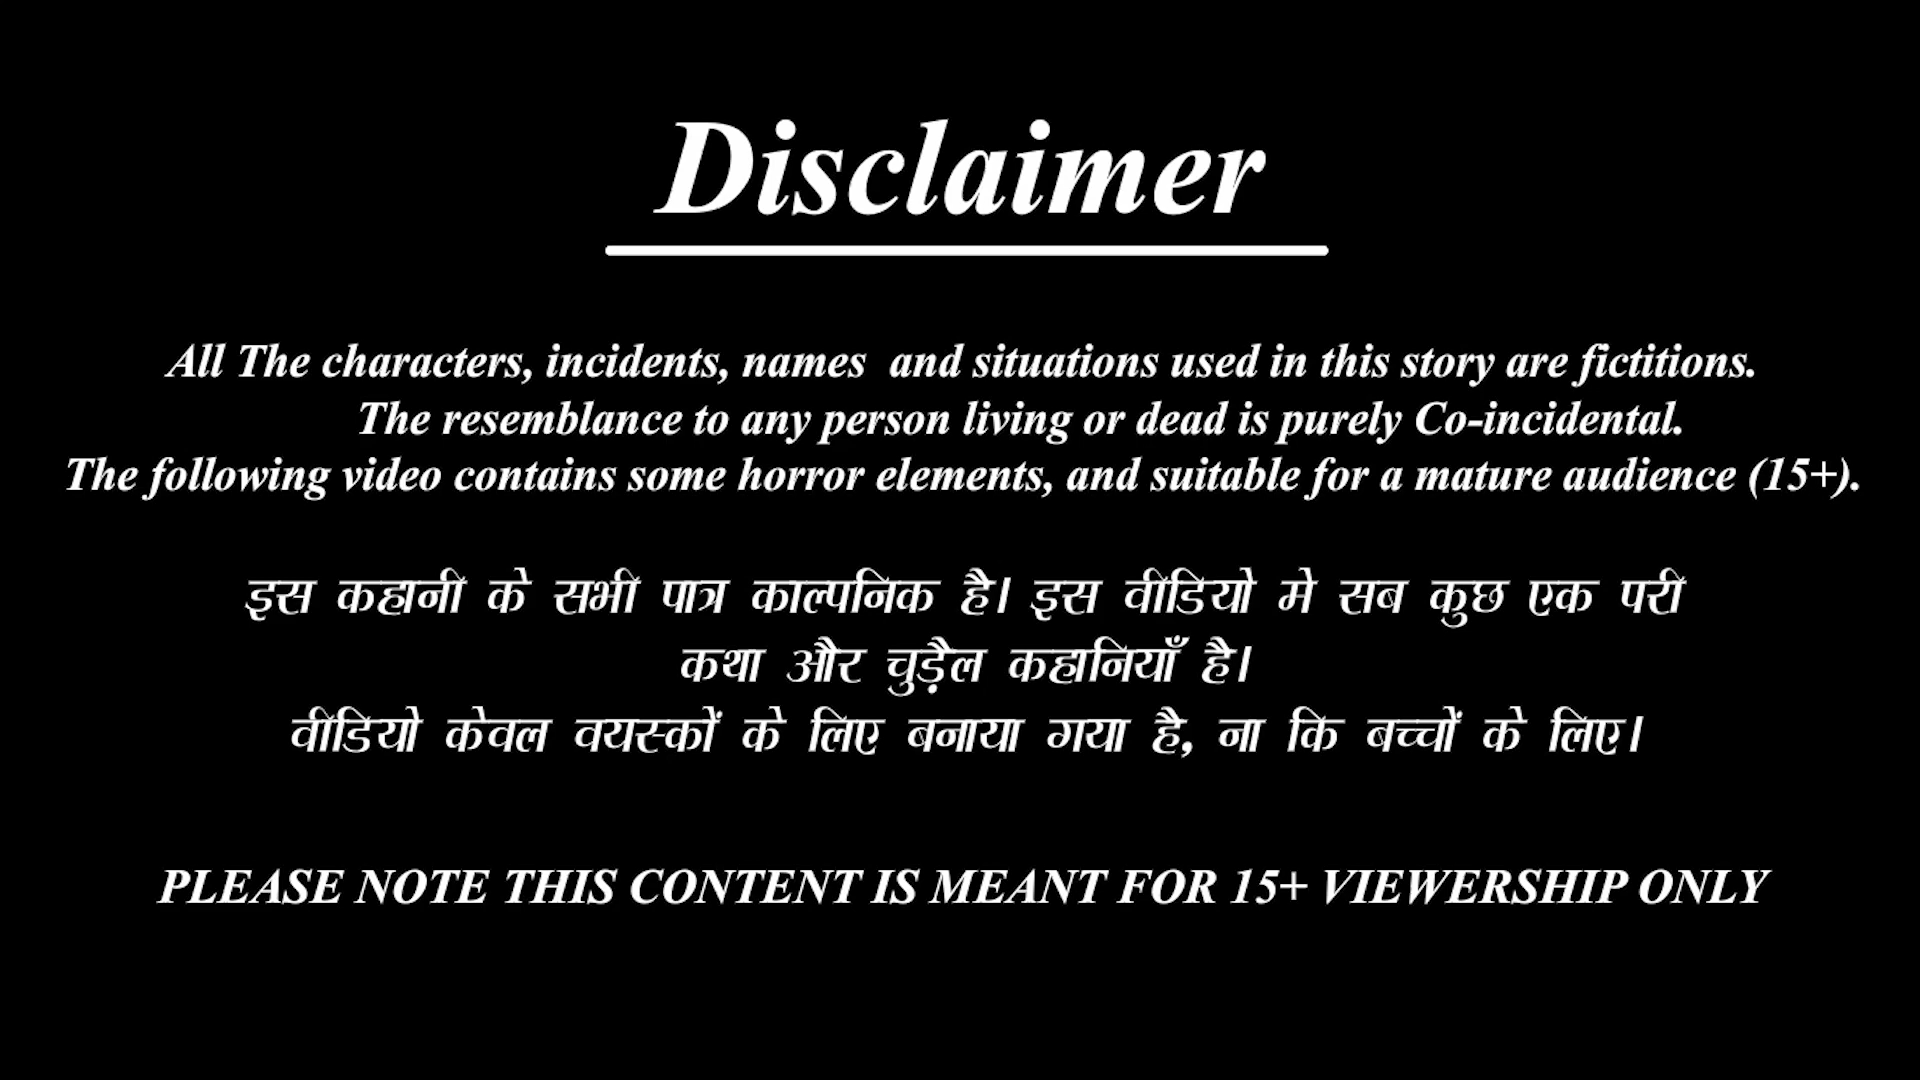 Disclaimer
All The characters, incidents, names and situations used in this story are fictitions.
The resemblance to any person living or dead is purely Co-incidental.
The following video contains some horror elements, and suitable for a mature audience (15+).
इस कहानी के सभी पात्र काल्पनिक है। इस वीडियो मे सब कुछ एक परी
कथा और चुड़ैल कहानियाँ है।
वीडियो केवल वयस्कों के लिए बनाया गया है, ना कि बच्चों के लिए।
PLEASE NOTE THIS CONTENT IS MEANT FOR 15+ VIEWERSHIP ONLY